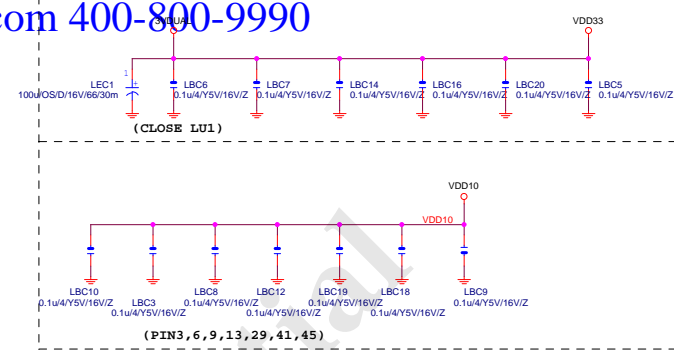 com 400-800-9990
3VDUAL
VDD33
LEC1
100u/OS/D/16V/66/30m
1
+
LBC6
0.1u/4/Y5V/16V/Z
LBC7
0.1u/4/Y5V/16V/Z
LBC14
0.1u/4/Y5V/16V/Z
LBC16
0.1u/4/Y5V/16V/Z
LBC20
0.1u/4/Y5V/16V/Z
LBC5
0.1u/4/Y5V/16V/Z
(CLOSE LU1)
VDD10
VDD10
LBC10
0.1u/4/Y5V/16V/Z
LBC3
0.1u/4/Y5V/16V/Z
LBC8
0.1u/4/Y5V/16V/Z
LBC12
0.1u/4/Y5V/16V/Z
LBC19
0.1u/4/Y5V/16V/Z
LBC18
0.1u/4/Y5V/16V/Z
LBC9
0.1u/4/Y5V/16V/Z
(PIN3,6,9,13,29,41,45)
tial